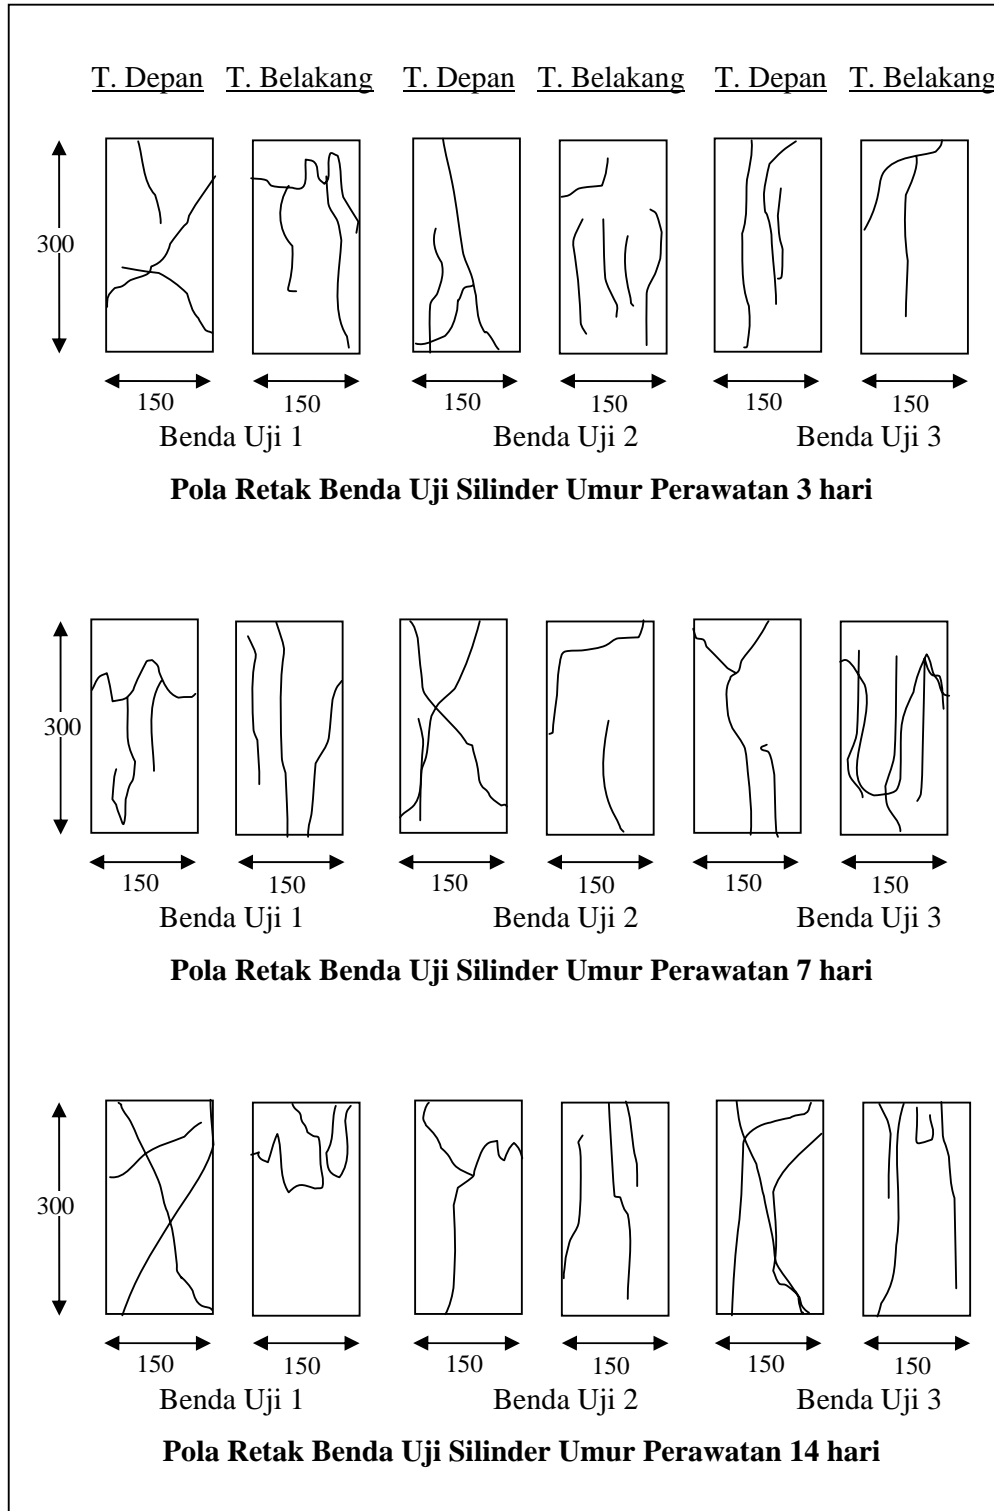 T. Depan T. Belakang T. Depan T. Belakang T. Depan T. Belakang
300
150 150 150 150 150 150
Benda Uji 1 Benda Uji 2 Benda Uji 3
Pola Retak Benda Uji Silinder Umur Perawatan 3 hari
300
150 150 150 150 150 150
Benda Uji 1 Benda Uji 2 Benda Uji 3
Pola Retak Benda Uji Silinder Umur Perawatan 7 hari
300
150 150 150 150 150 150
Benda Uji 1 Benda Uji 2 Benda Uji 3
Pola Retak Benda Uji Silinder Umur Perawatan 14 hari